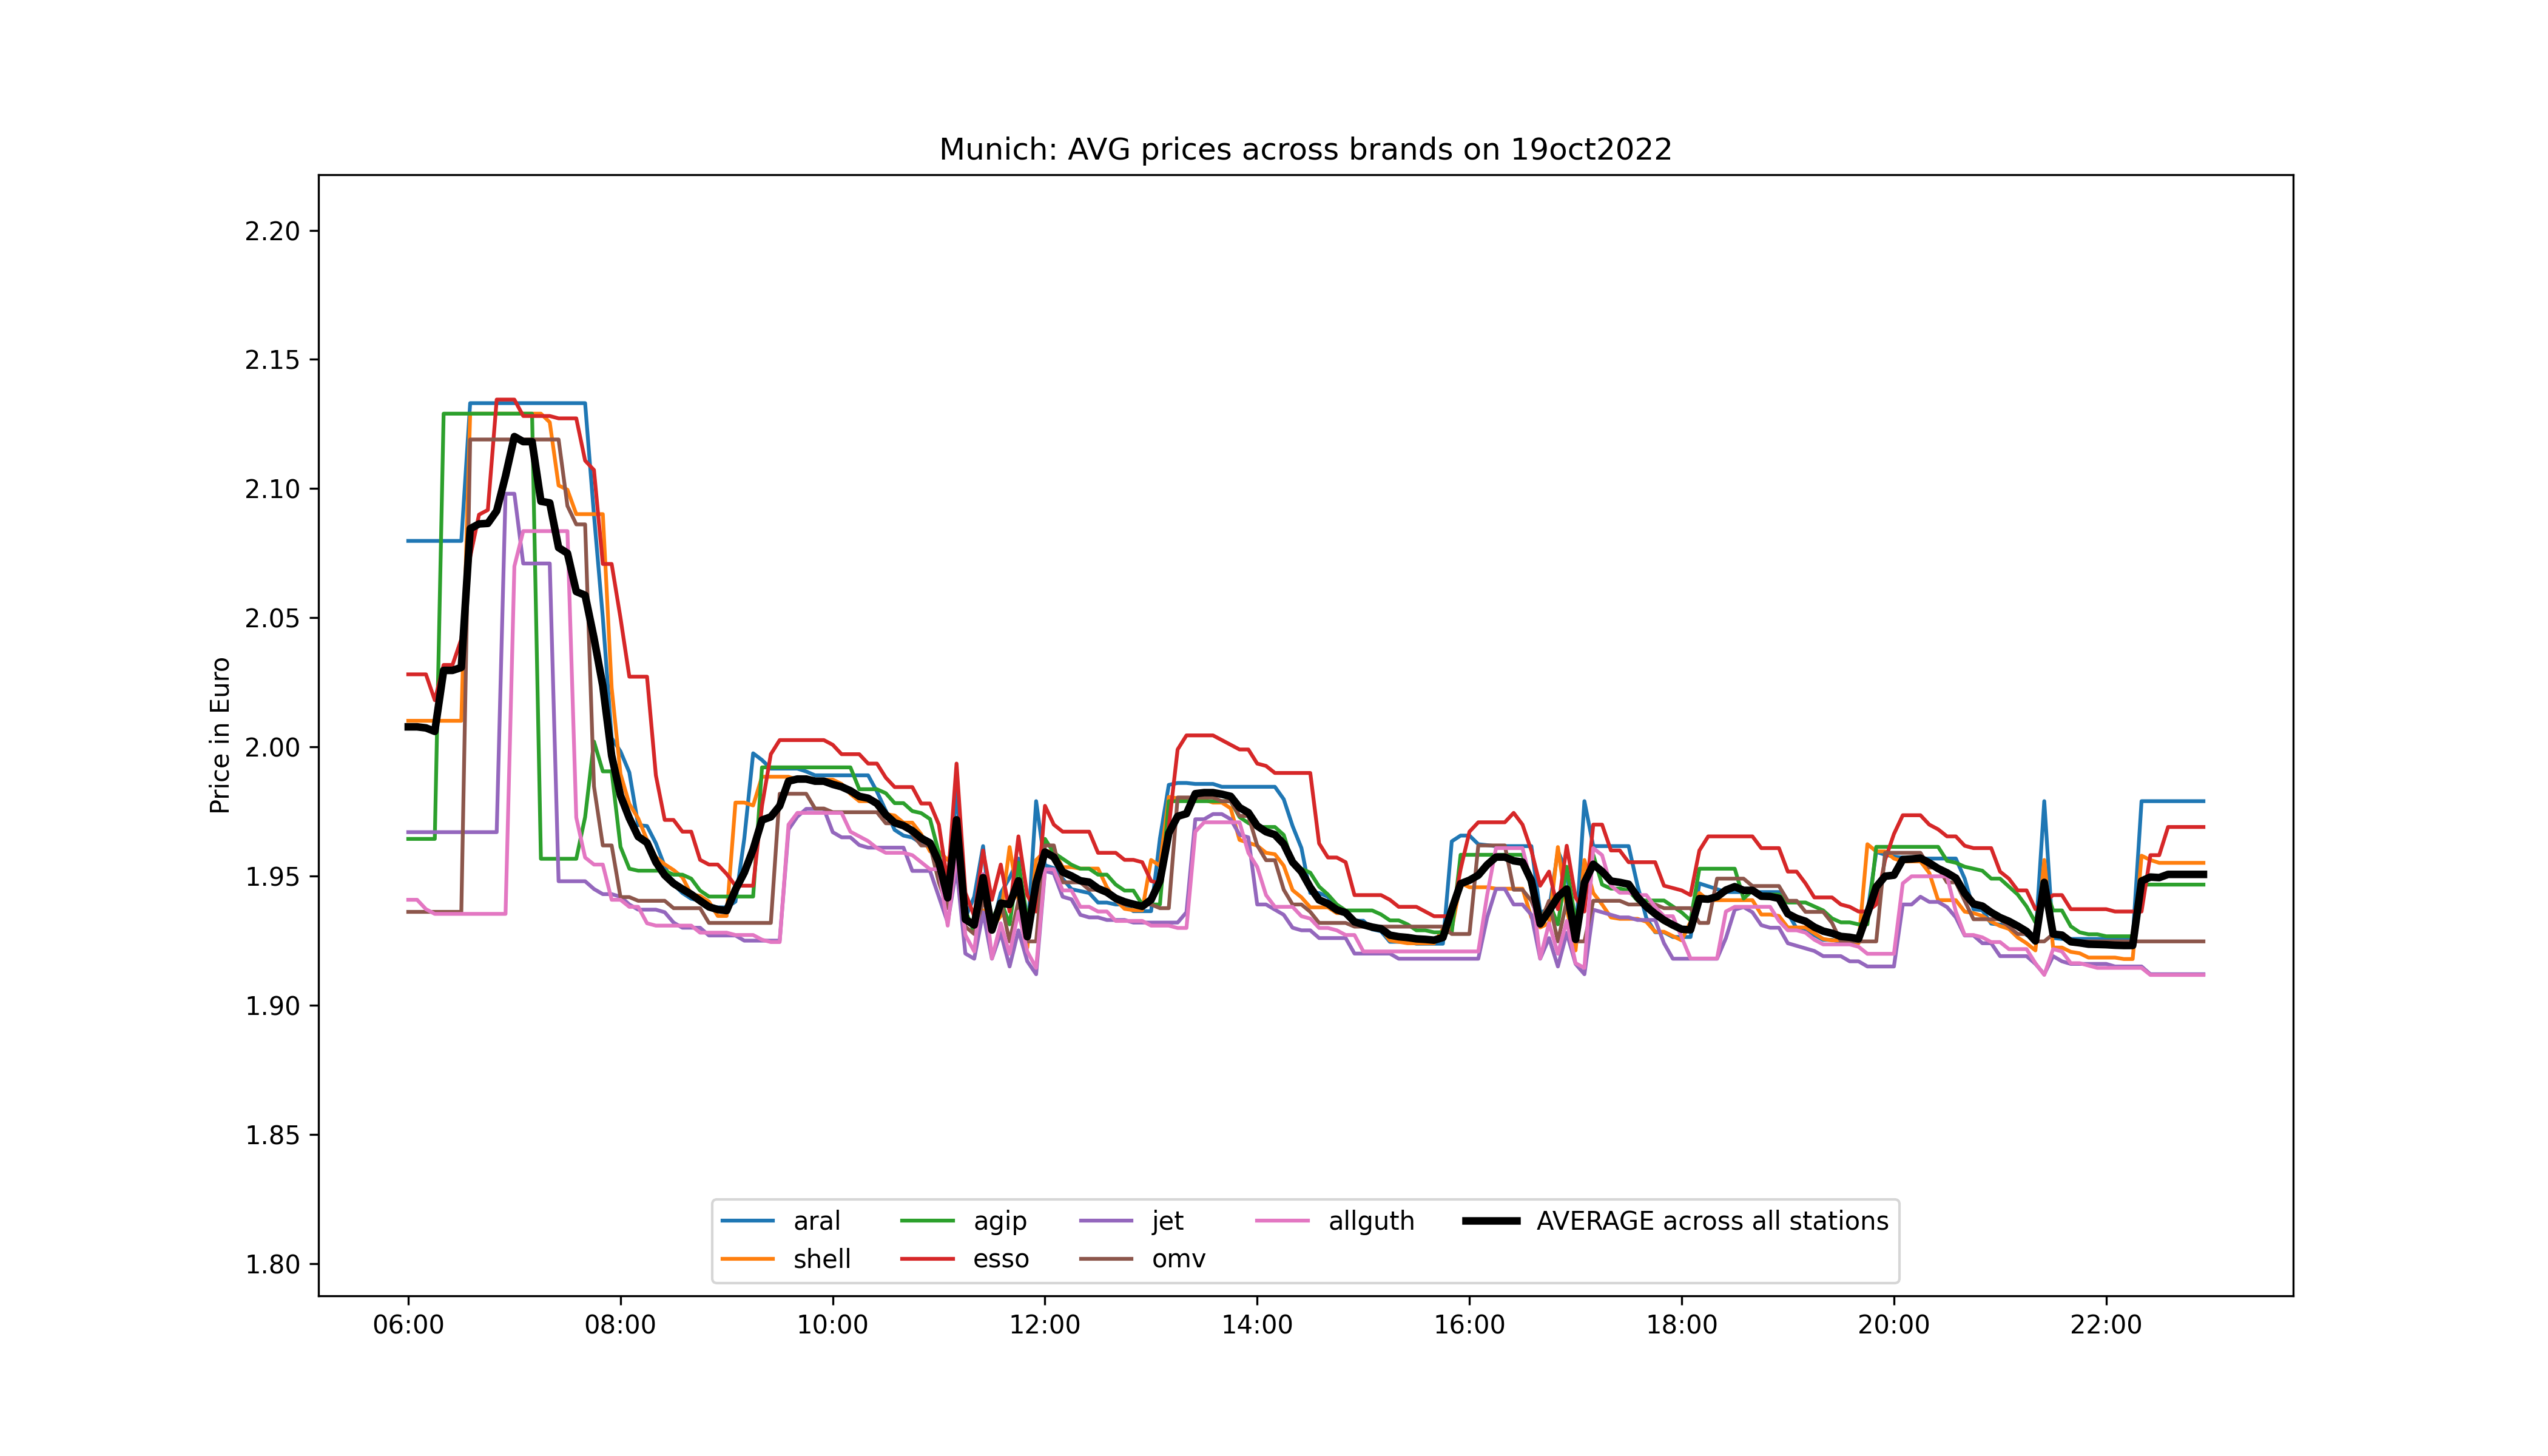 Munich: AVG prices across brands on 19oct2022
Price in Euro
2.20
2.15
2.10
2.05
2.00
1.95
1.90
1.85
1.80
aral agip jet allguth AVERAGE across all stations
shell esso omv
06:00 08:00 10:00 12:00 14:00 16:00 18:00 20:00 22:00